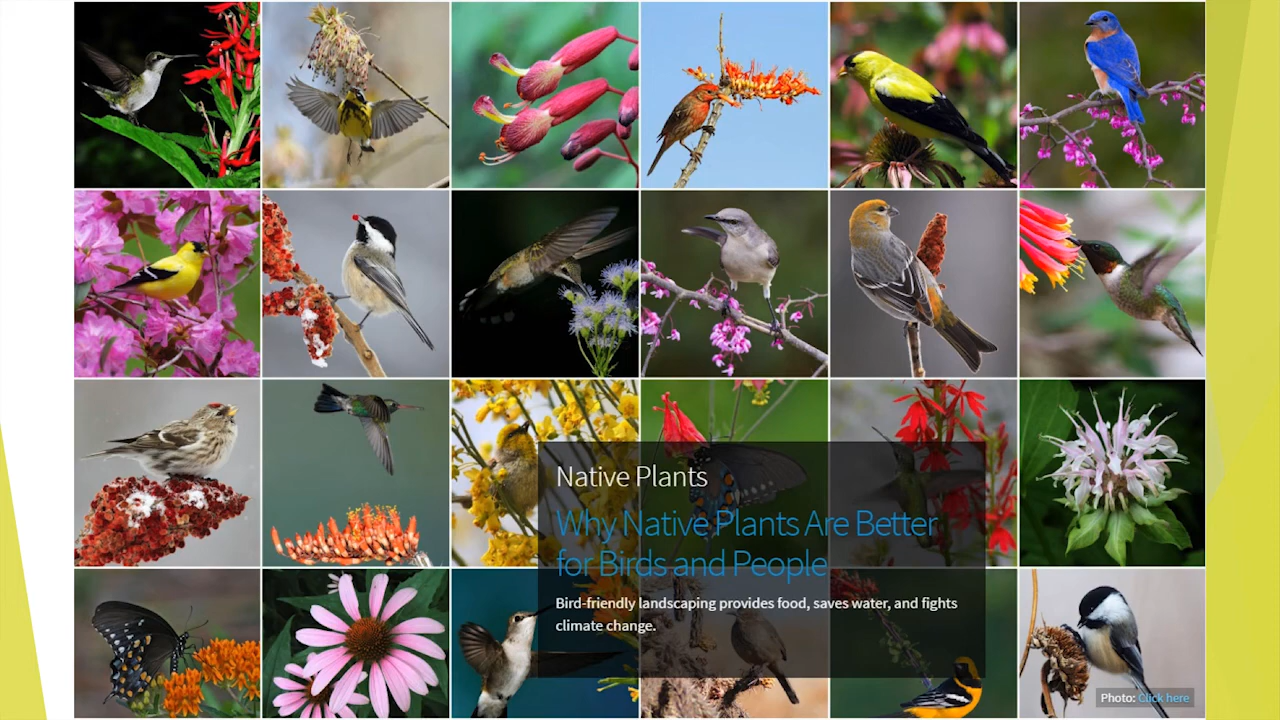 Native Plants
Why Native Plants Are Better
for Birds and People
Bird-friendly landscaping provides food, saves water, and fights
climate change.
Photo: Click here